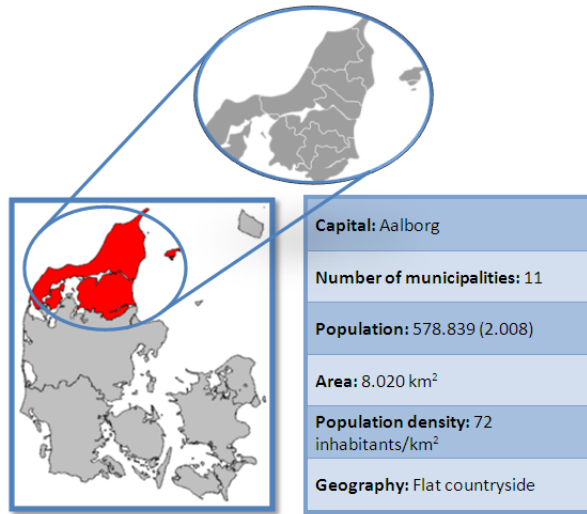 Capital: Aalborg
Number of municipalities: 11
Population: 578.839 (2.008)
Area: 8.020 km²
Population density: 72
inhabitants/km²
Geography: Flat countryside